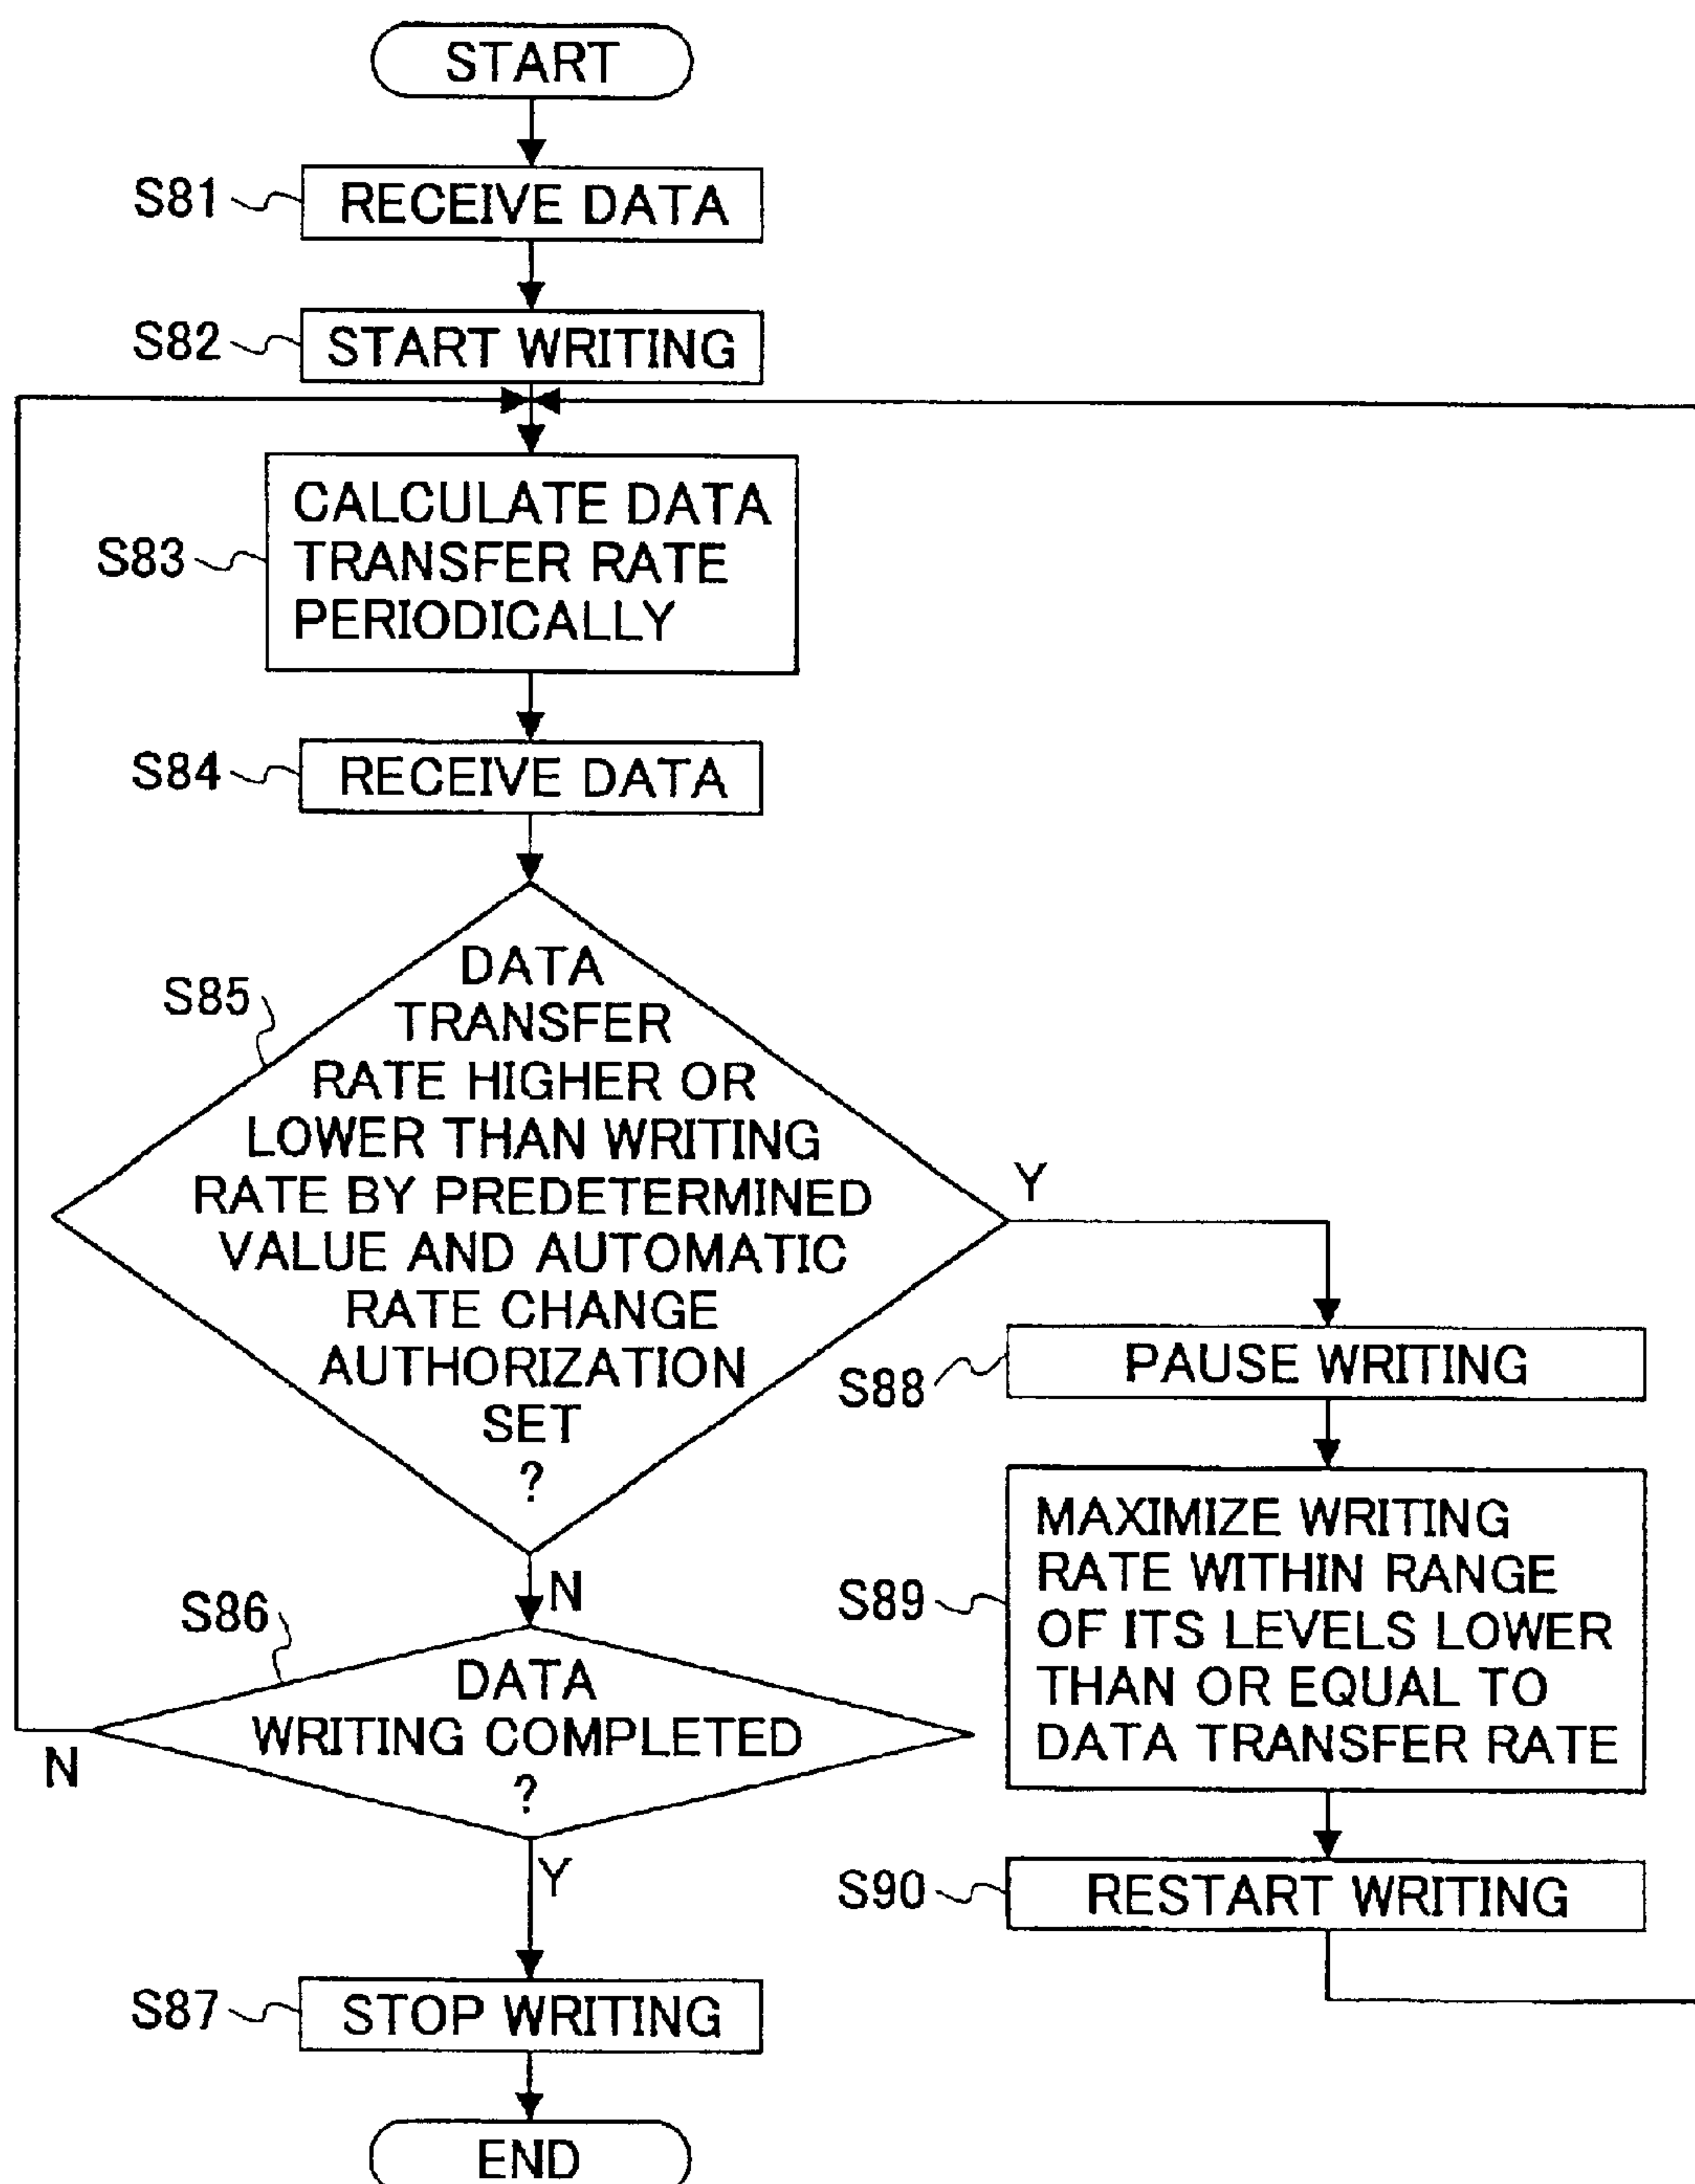 START
S81
RECEIVE DATA
S82
START WRITING
S83
CALCULATE DATA
TRANSFER RATE
PERIODICALLY
S84
RECEIVE DATA
S85
DATA
TRANSFER
RATE HIGHER OR
LOWER THAN WRITING
RATE BY PREDETERMINED
VALUE AND AUTOMATIC
RATE CHANGE
AUTHORIZATION
SET
?
Y
N
S86
DATA
WRITING COMPLETED
?
N
Y
S87
STOP WRITING
END
S88
PAUSE WRITING
S89
MAXIMIZE WRITING
RATE WITHIN RANGE
OF ITS LEVELS LOWER
THAN OR EQUAL TO
DATA TRANSFER RATE
S90
RESTART WRITING